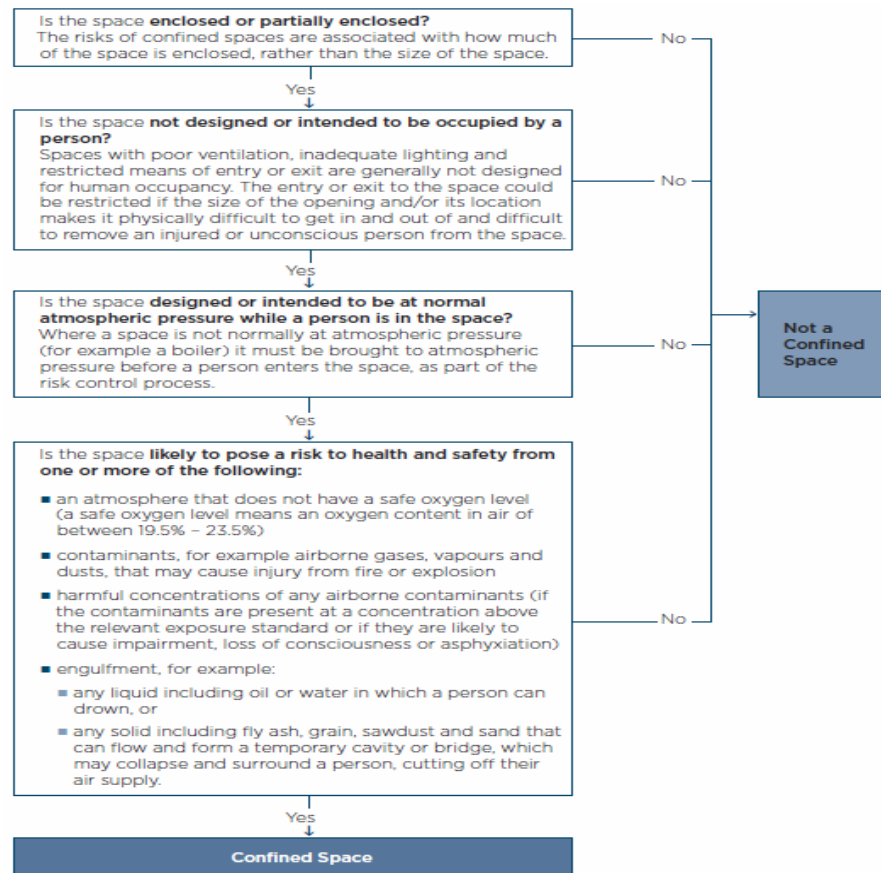 Is the space enclosed or partially enclosed?
The risks of confined spaces are associated with how much
of the space is enclosed, rather than the size of the space.
No
Yes
Is the space not designed or intended to be occupied by a
person?
Spaces with poor ventilation, inadequate lighting and
restricted means of entry or exit are generally not designed
for human occupancy. The entry or exit to the space could
be restricted if the size of the opening and/or its location
makes it physically difficult to get in and out of and difficult
to remove an injured or unconscious person from the space.
No
Yes
Is the space designed or intended to be at normal
atmospheric pressure while a person is in the space?
Where a space is not normally at atmospheric pressure
(for example a boiler) it must be brought to atmospheric
pressure before a person enters the space, as part of the
risk control process.
No
Not a
Confined
Space
Yes
Is the space likely to pose a risk to health and safety from
one or more of the following:
■ an atmosphere that does not have a safe oxygen level
(a safe oxygen level means an oxygen content in air of
between 19.5% – 23.5%)
■ contaminants, for example airborne gases, vapours and
dusts, that may cause injury from fire or explosion
■ harmful concentrations of any airborne contaminants (if
the contaminants are present at a concentration above
the relevant exposure standard or if they are likely to
cause impairment, loss of consciousness or asphyxiation)
■ engulfment, for example:
■ any liquid including oil or water in which a person can
drown, or
■ any solid including fly ash, grain, sawdust and sand that
can flow and form a temporary cavity or bridge, which
may collapse and surround a person, cutting off their
air supply.
No
Yes
Confined Space